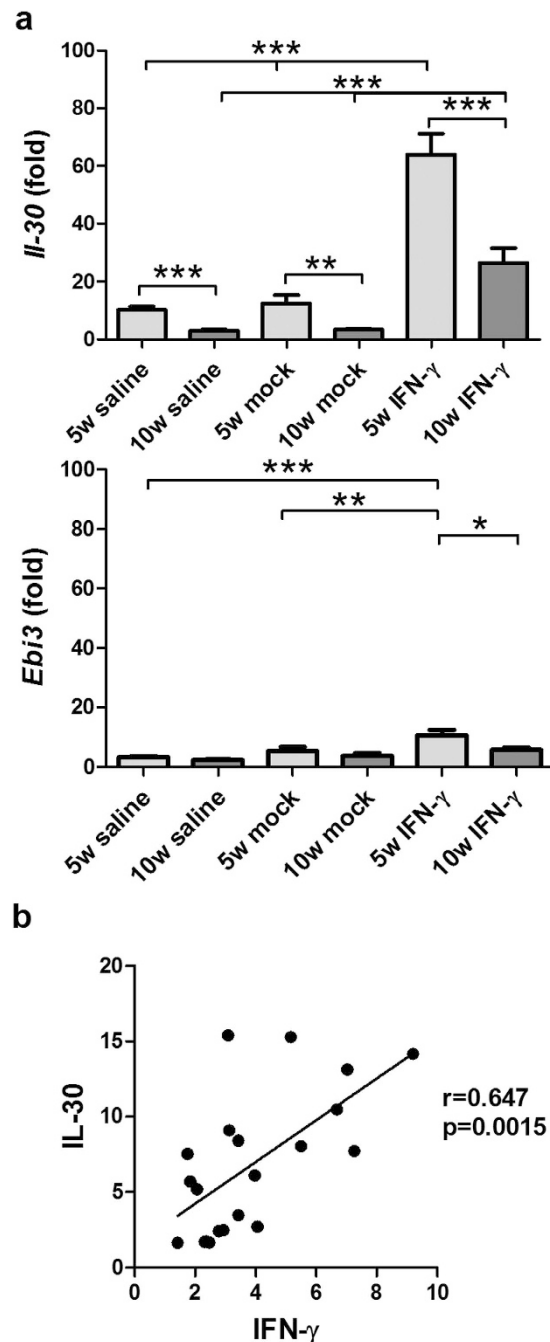 a
Il-30 (fold)
100
80
60
40
20
0
***
***
***
***
**
5w saline
10w saline
5w mock
10w mock
5w IFN-γ
10w IFN-γ
Ebi3 (fold)
100
80
60
40
20
0
***
**
*
5w saline
10w saline
5w mock
10w mock
5w IFN-γ
10w IFN-γ
b
IL-30
20
15
10
5
0
r=0.647
p=0.0015
0 2 4 6 8 10
IFN-γ